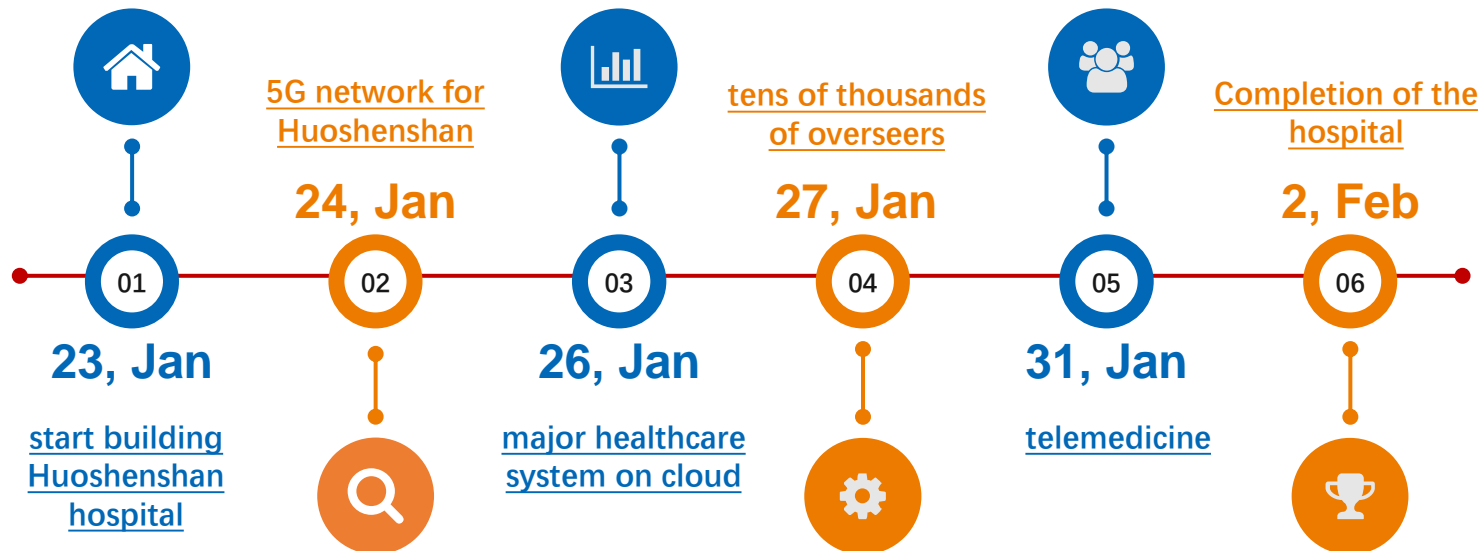 01
23, Jan
start building
Huoshenshan
hospital
5G network for
Huoshenshan
24, Jan
02
03
26, Jan
major healthcare
system on cloud
tens of thousands
of overseers
27, Jan
04
05
31, Jan
telemedicine
Completion of the
hospital
2, Feb
06